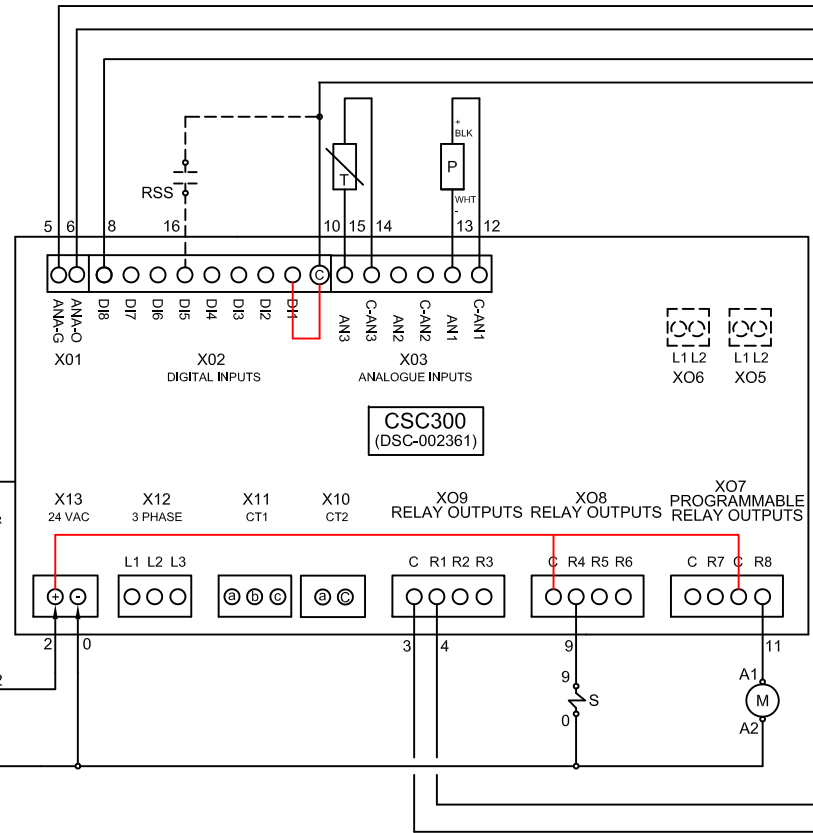 +
BLK
T
P
RSS
WHT
-
5 6 8 16 10 15 14 13 12
C
ANA-G ANA-O DI8 DI7 DI6 DI5 DI4 DI3 DI2 DI1 AN3 C-AN3 AN2 C-AN2 AN1 C-AN1
X01 X02 X03
DIGITAL INPUTS ANALOGUE INPUTS
L1 L2 L1 L2
XO6 XO5
CSC300
(DSC-002361)
X13 X12 X11 X10 XO9 XO8 XO7
24 VAC 3 PHASE CT1 CT2 RELAY OUTPUTS RELAY OUTPUTS PROGRAMMABLE
RELAY OUTPUTS
L1 L2 L3 C R1 R2 R3 C R4 R5 R6 C R7 C R8
+ - a b c a C
2 0 3 4 9 11
2
9 A1
S M
0 A2